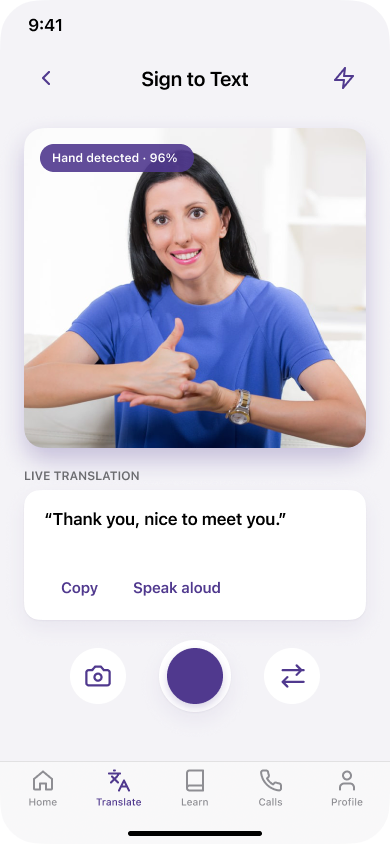 9:41
Sign to Text
Hand detected · 96%
LIVE TRANSLATION
“Thank you, nice to meet you.”
Copy Speak aloud
Home Translate Learn Calls Profile